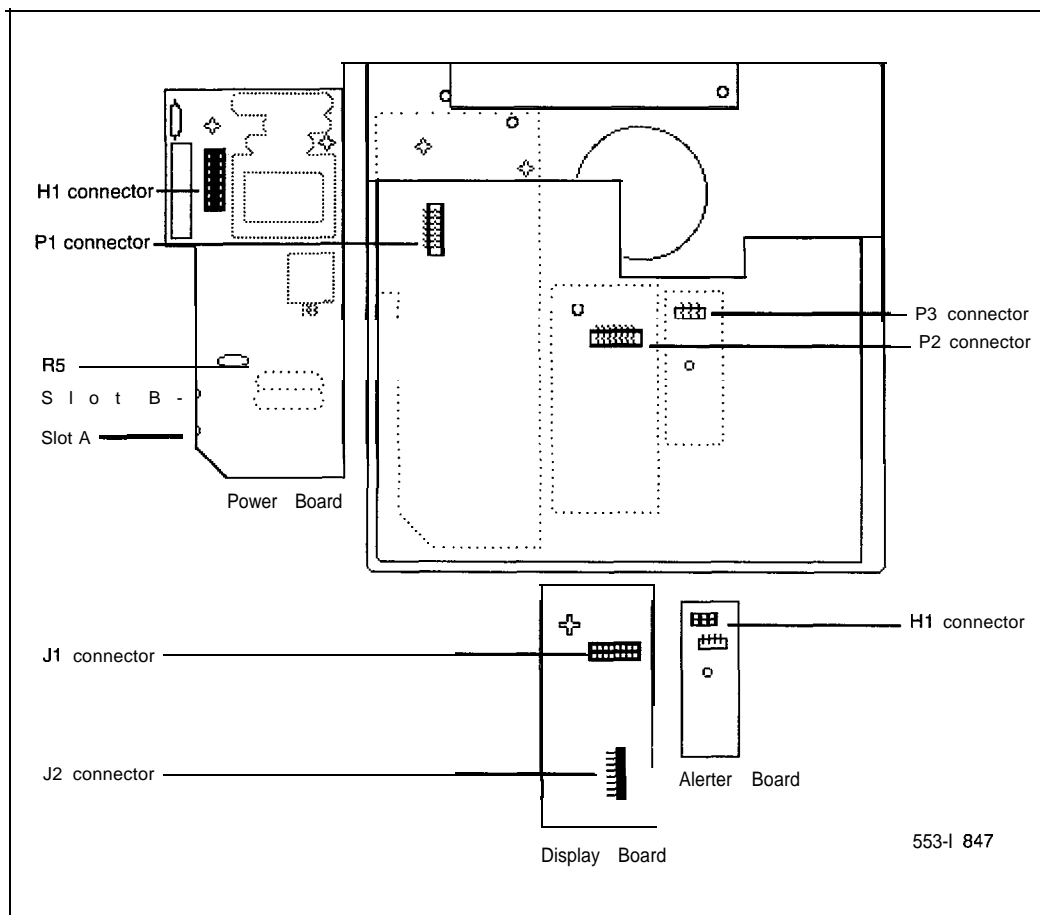 H1 connector
P1 connector
P3 connector
P2 connector
R5
Slot B-
Slot A
Power Board
H1 connector
J1 connector
J2 connector
Alerter Board
553-I 847
Display Board